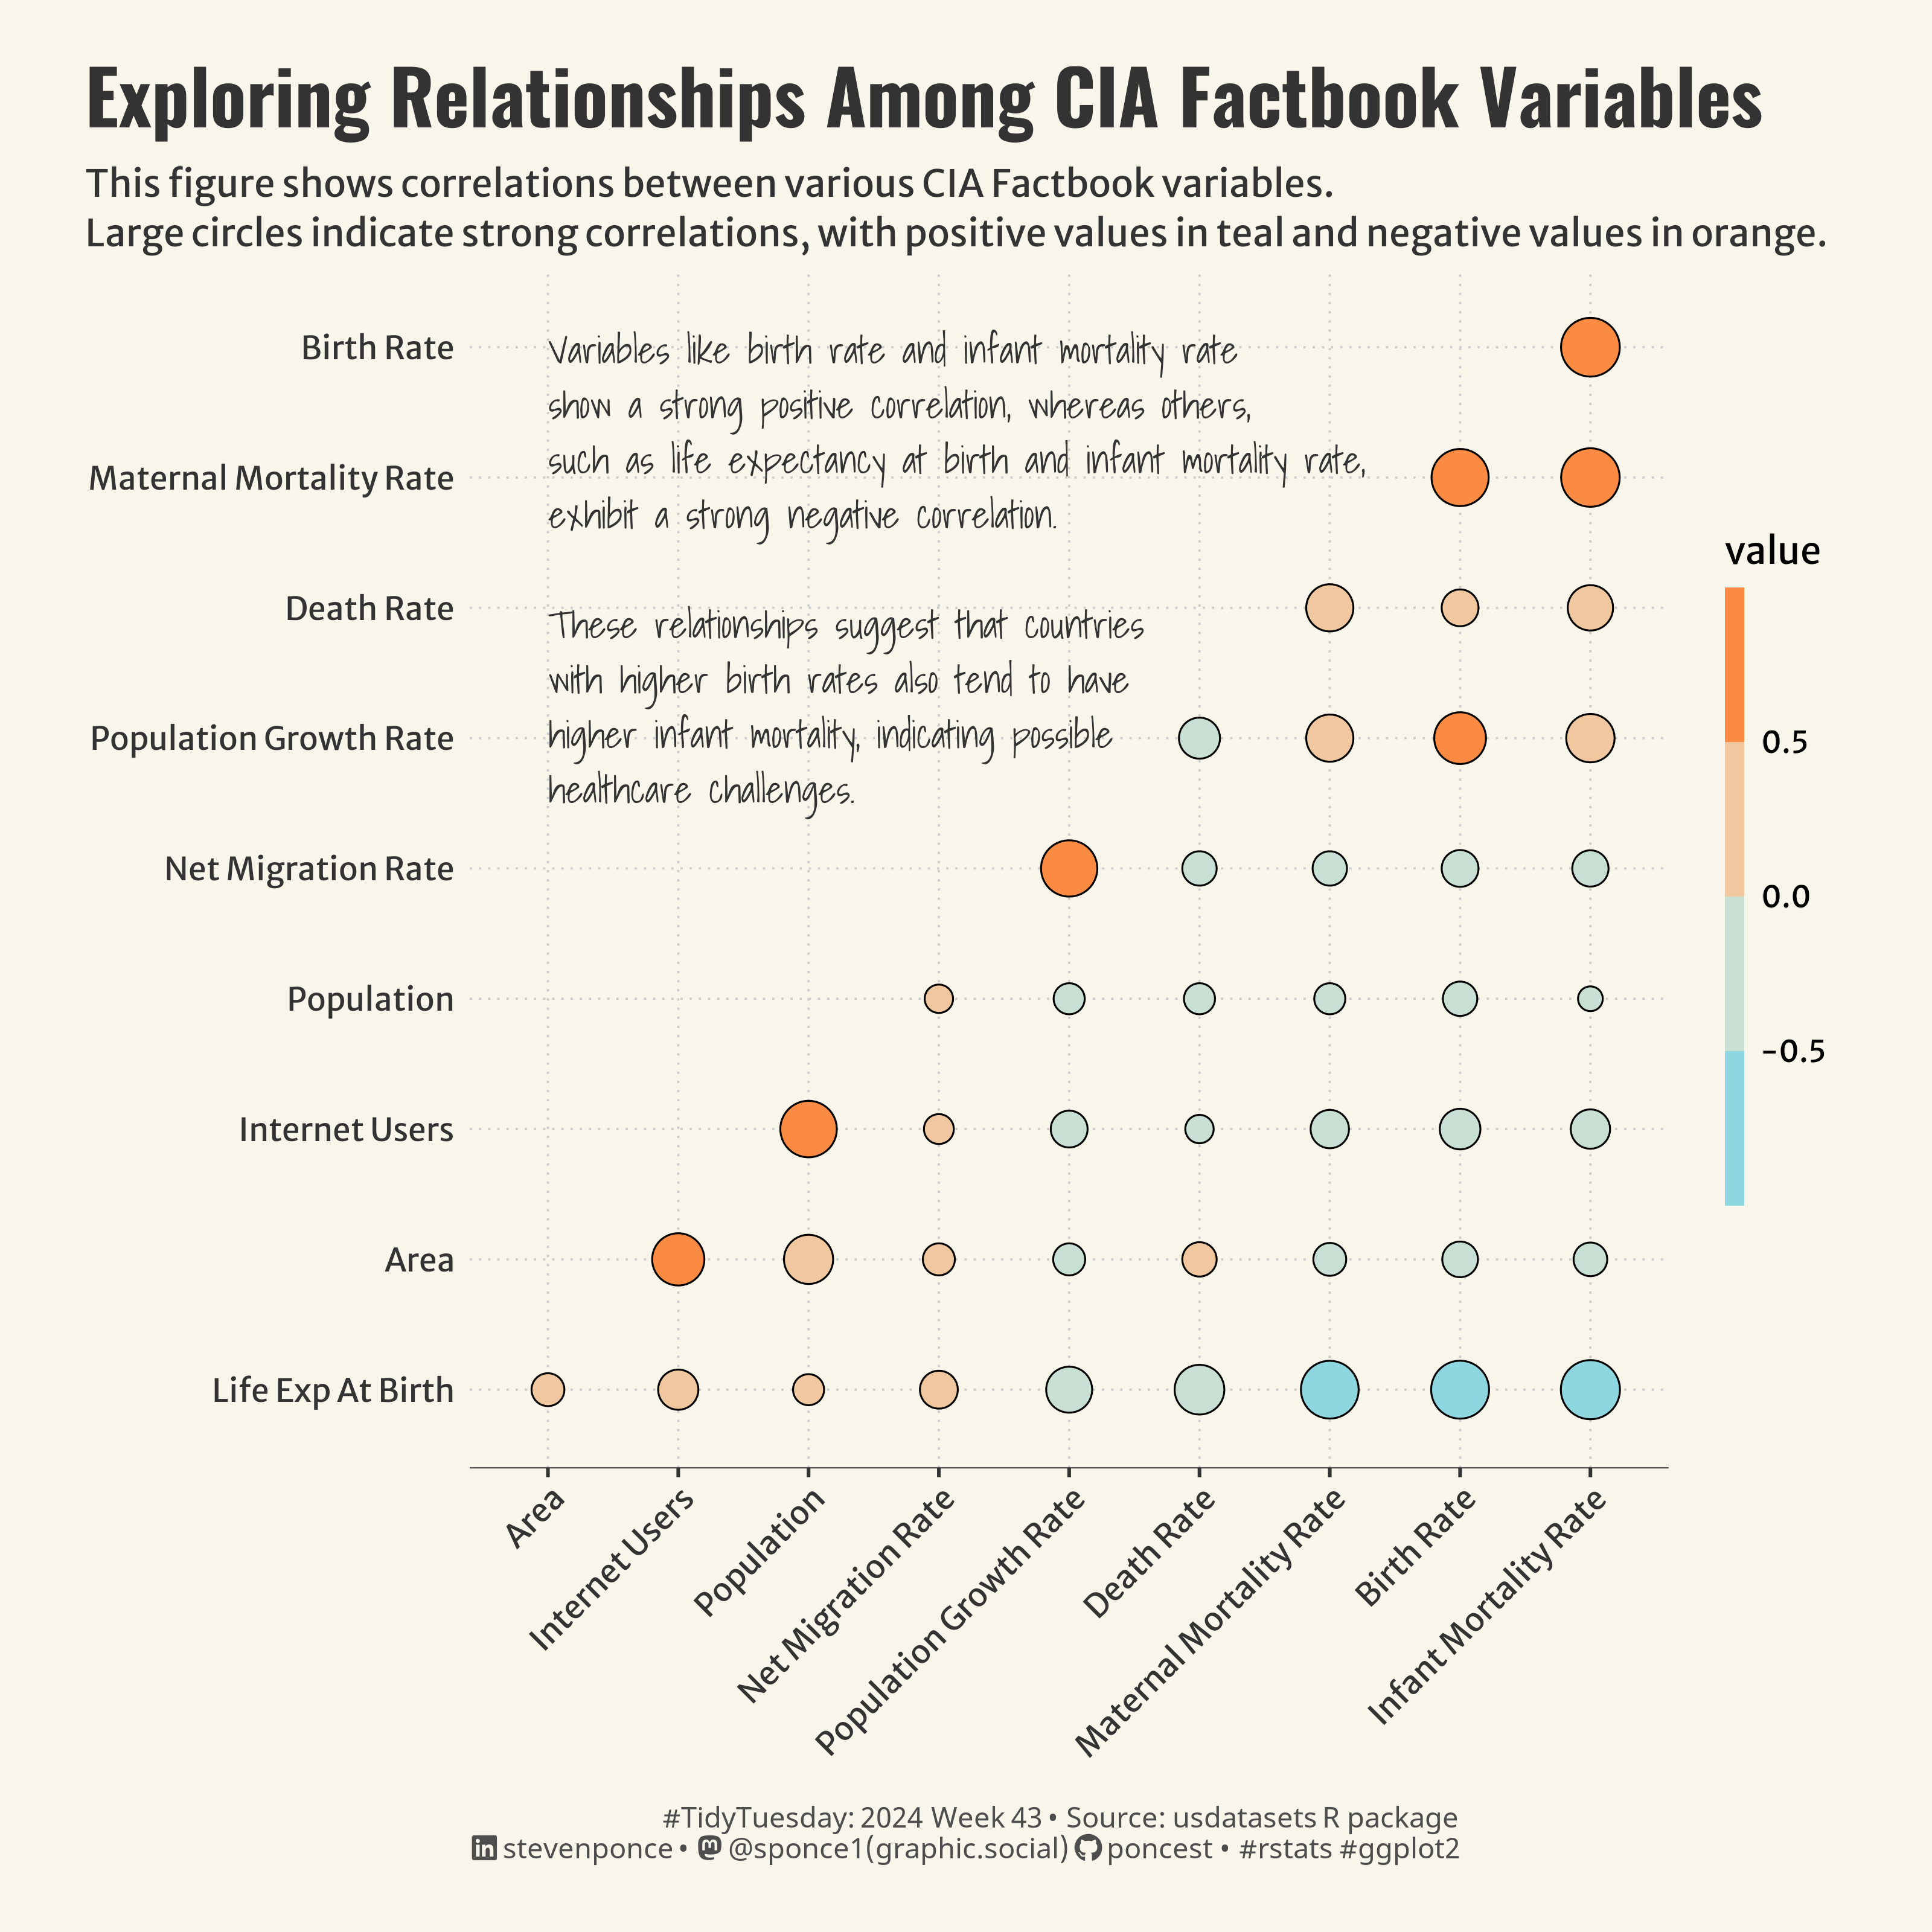 Exploring Relationships Among CIA Factbook Variables
This figure shows correlations between various CIA Factbook variables.
Large circles indicate strong correlations, with positive values in teal and negative values in orange.
Birth Rate
Variables like birth rate and infant mortality rate
show a strong positive correlation, whereas others,
such as life expectancy at birth and infant mortality rate,
exhibit a strong negative correlation.
Maternal Mortality Rate
Death Rate
These relationships suggest that countries
with higher birth rates also tend to have
higher infant mortality, indicating possible
healthcare challenges.
Population Growth Rate
Net Migration Rate
Population
Internet Users
Area
Life Exp At Birth
value
0.5
0.0
-0.5
Area
Internet Users
Population
Net Migration Rate
Population Growth Rate
Death Rate
Maternal Mortality Rate
Birth Rate
Infant Mortality Rate
#TidyTuesday: 2024 Week 43 • Source: usdatasets R package
in stevenponce • @sponce1(graphic.social) poncest • #rstats #ggplot2